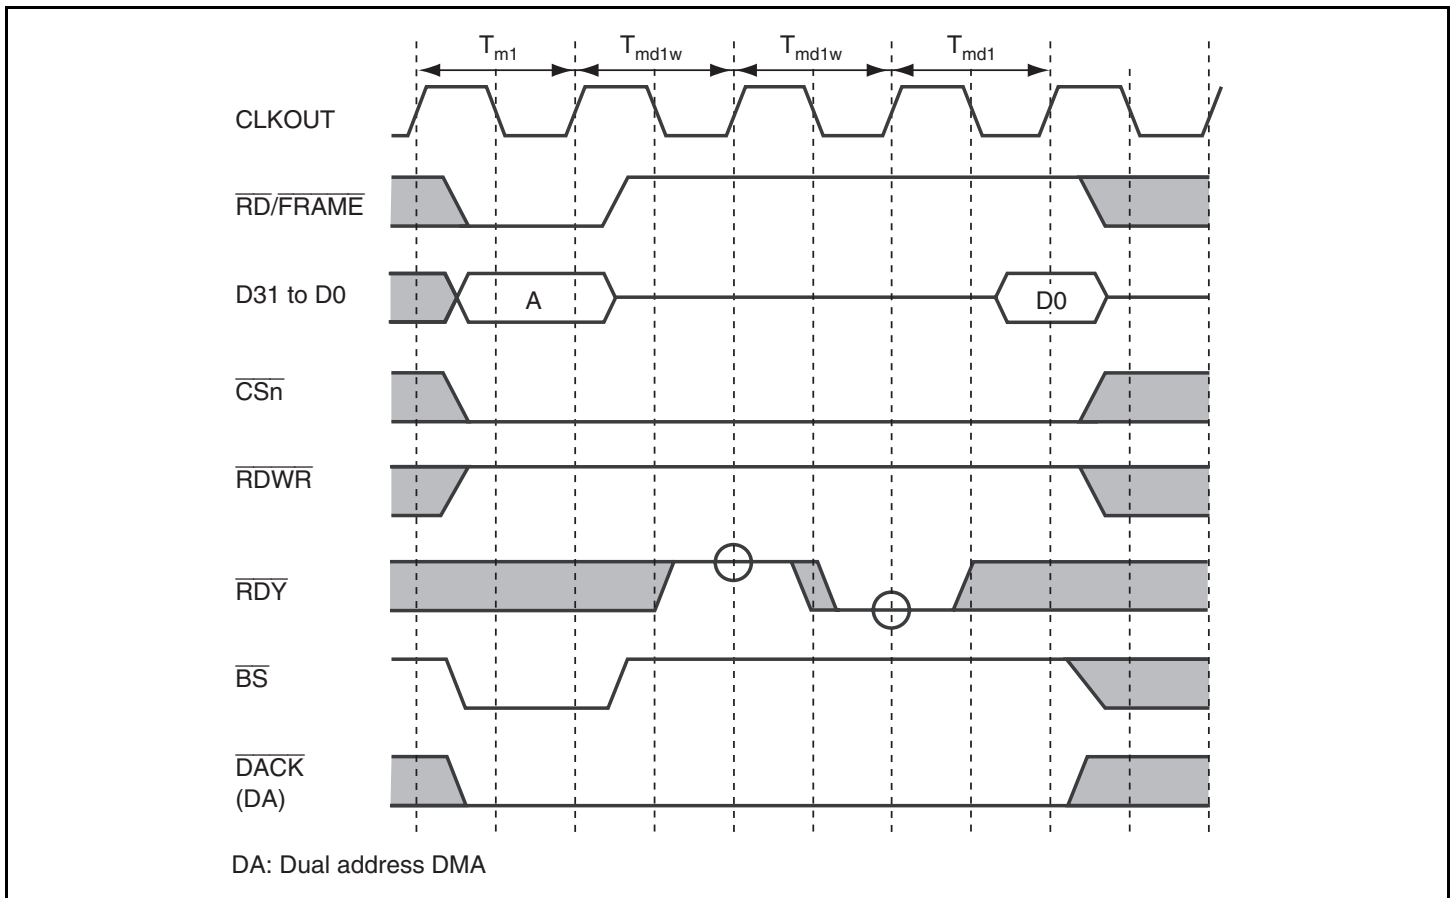 Tm1 Tmd1w Tmd1w Tmd1
CLKOUT
RD/FRAME
D31 to D0
A
D0
CSn
RDWR
RDY
BS
DACK
(DA)
DA: Dual address DMA